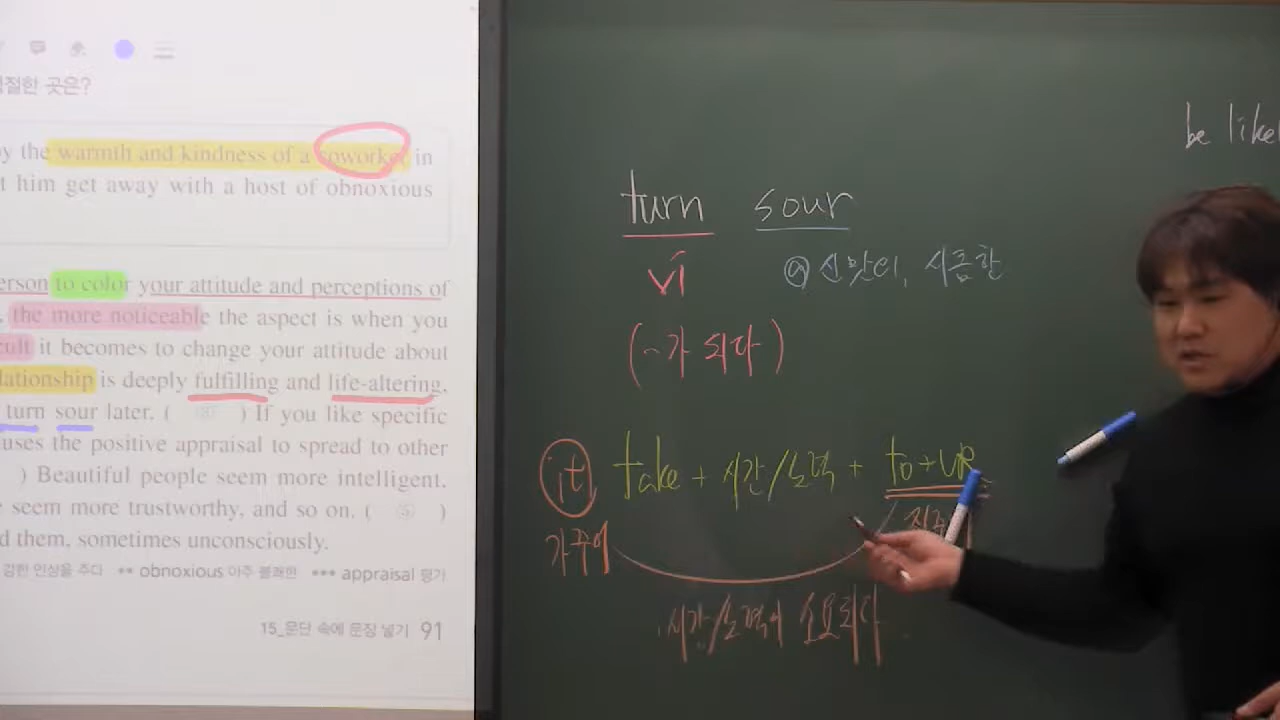 절한 곳은?
by the warmth and kindness of a coworker in
t him get away with a host of obnoxious
erson to color your attitude and perceptions of
, the more noticeable the aspect is when you
cult it becomes to change your attitude about
lationship is deeply fulfilling and life-altering,
turn sour later. ( ) If you like specific
uses the positive appraisal to spread to other
) Beautiful people seem more intelligent,
e seem more trustworthy, and so on. ( ⑤ )
d them, sometimes unconsciously.
강한 인상을 주다 ** obnoxious 아주 불쾌한 *** appraisal 평가
15_문단 속에 문장 넣기 91
be like
turn sour
vi ⓐ 신맛이, 시큼한
(~가 되다)
it take + 시간/노력 + to+VR
가주어
시간/노력이 소요되다